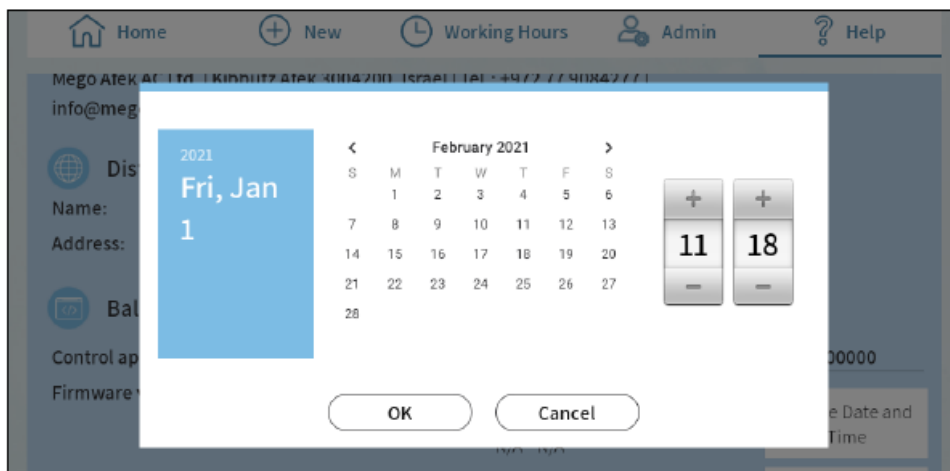 Home New Working Hours Admin Help
Mego Afek AC Ltd. | Kibbutz Afek 3004200, Israel | Tel.: +972 77 9084277 |
info@meg
Dis
Name:
Address:
Bal
Control ap
Firmware
2021
Fri, Jan
1
February 2021
S M T W T F S
1 2 3 4 5 6
7 8 9 10 11 12 13
14 15 16 17 18 19 20
21 22 23 24 25 26 27
28
+ +
11 18
− −
OK Cancel
00000
e Date and
Time
N/A N/A